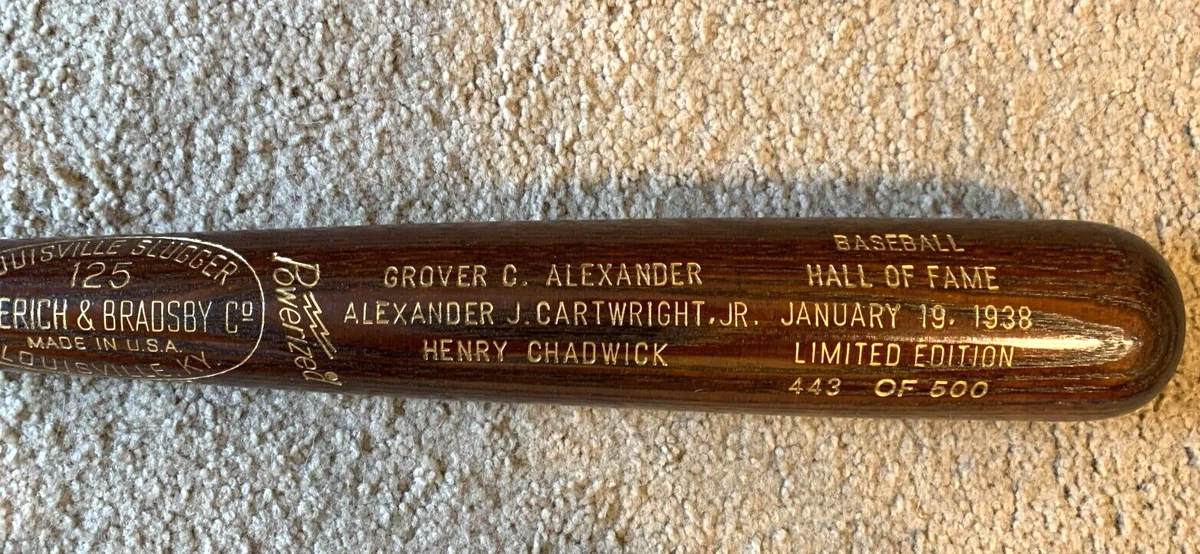 LOUISVILLE SLUGGER
125
ERICH & BRADSBY Cº
MADE IN U.S.A.
LOUISVILLE KY
Powerized
GROVER C. ALEXANDER
ALEXANDER J. CARTWRIGHT, JR.
HENRY CHADWICK
BASEBALL
HALL OF FAME
JANUARY 19, 1938
LIMITED EDITION
443 OF 500